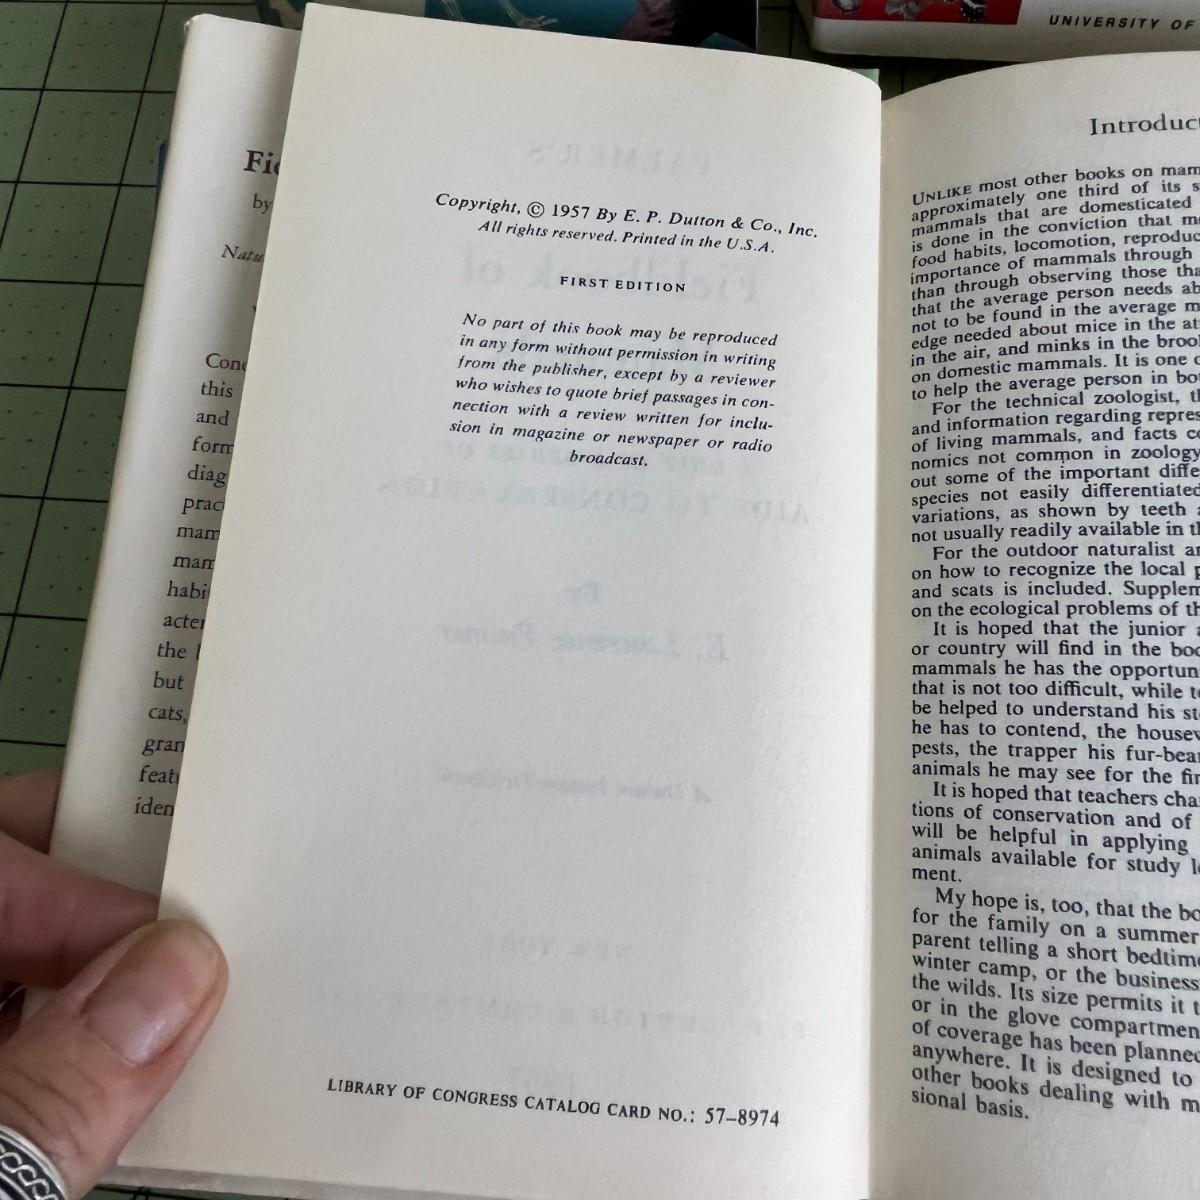 UNIVERSITY OF
by
Natu
Conc
this
and
form
diag
prac
mam
mam
habi
acter
the
but
cats,
gran
feat
iden
Copyright, © 1957 By E. P. Dutton & Co., Inc.
All rights reserved. Printed in the U.S.A.
FIRST EDITION
No part of this book may be reproduced
in any form without permission in writing
from the publisher, except by a reviewer
who wishes to quote brief passages in con-
nection with a review written for inclu-
sion in magazine or newspaper or radio
broadcast.
LIBRARY OF CONGRESS CATALOG CARD NO.: 57-8974
Introduc
UNLIKE most other books on mam
approximately one third of its s
mammals that are domesticated
is done in the conviction that m
food habits, locomotion, reproduc
importance of mammals through
than through observing those tha
that the average person needs ab
not to be found in the average m
edge needed about mice in the at
in the air, and minks in the broo
on domestic mammals. It is one o
to help the average person in bo
For the technical zoologist, th
and information regarding repres
of living mammals, and facts co
nomics not common in zoology
out some of the important diffe
species not easily differentiated
variations, as shown by teeth a
not usually readily available in th
For the outdoor naturalist an
on how to recognize the local p
and scats is included. Supplem
on the ecological problems of th
It is hoped that the junior a
or country will find in the boo
mammals he has the opportun
that is not too difficult, while t
be helped to understand his st
he has to contend, the housew
pests, the trapper his fur-bear
animals he may see for the fir
It is hoped that teachers cha
tions of conservation and of
will be helpful in applying
animals available for study l
ment.
My hope is, too, that the bo
for the family on a summer
parent telling a short bedtime
winter camp, or the business
the wilds. Its size permits it t
or in the glove compartmen
of coverage has been planned
anywhere. It is designed to
other books dealing with m
sional basis.